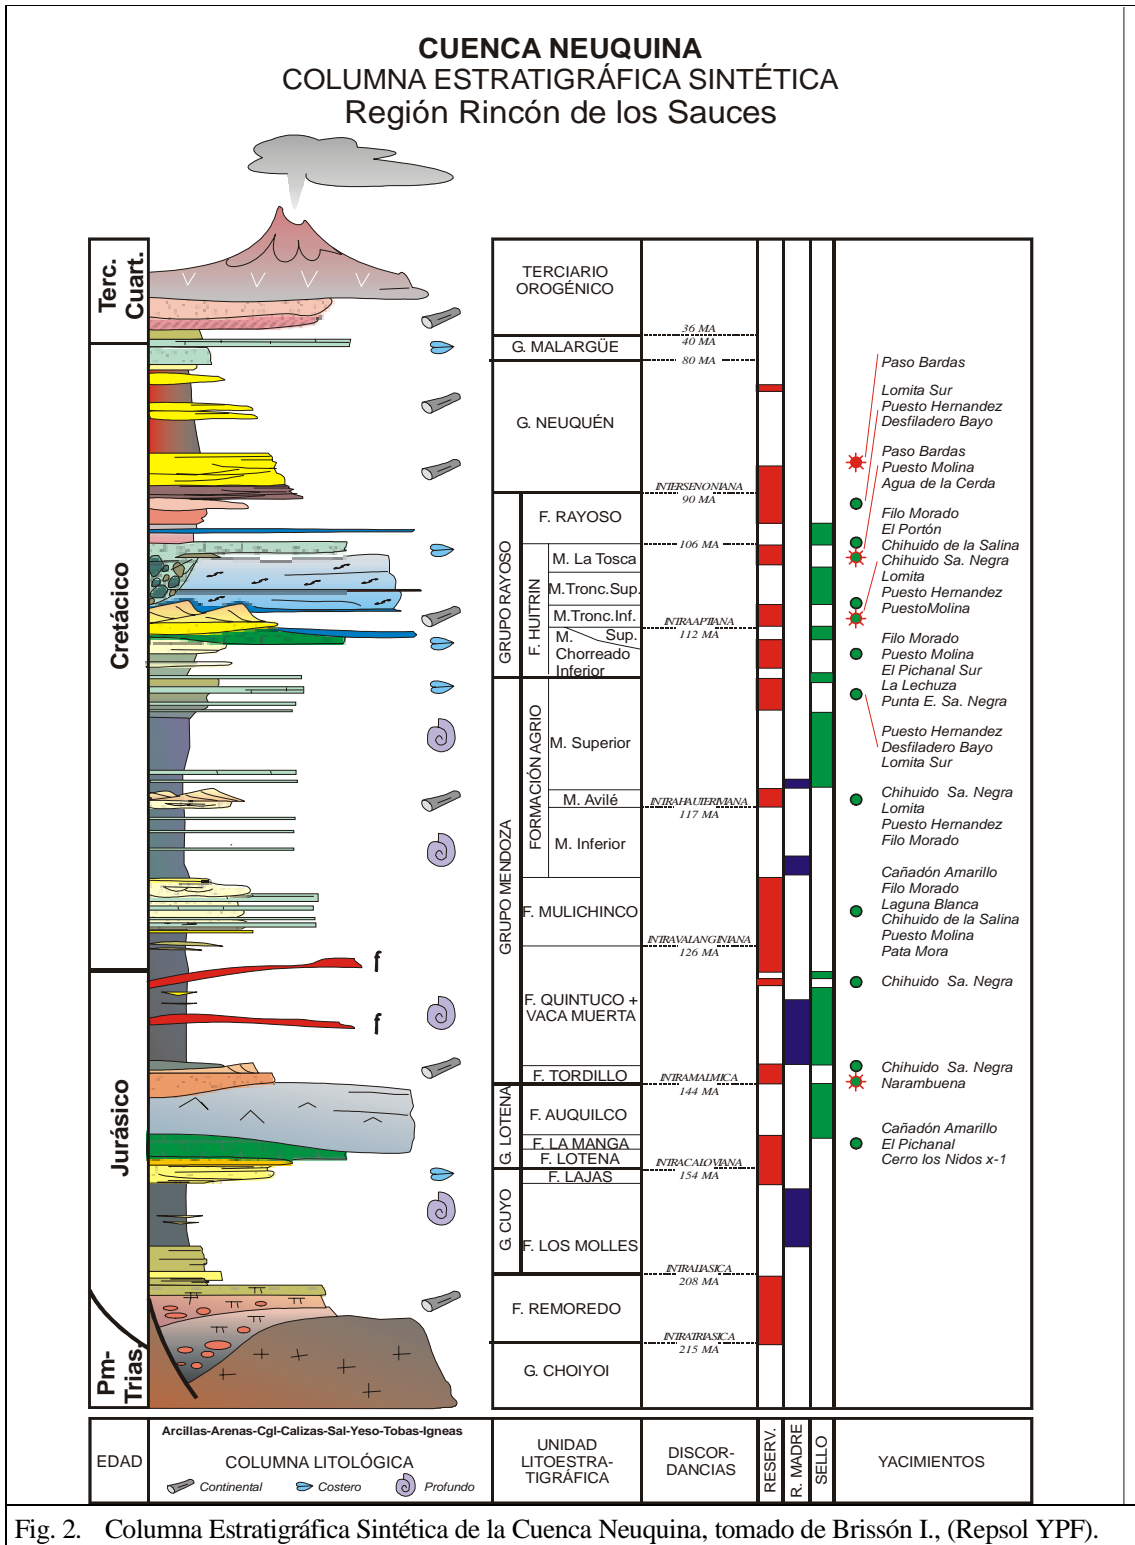 CUENCA NEUQUINA
COLUMNA ESTRATIGRÁFICA SINTÉTICA
Región Rincón de los Sauces
Terc.
Cuart.
Cretácico
Jurásico
Pm-
Trias.
f
f
TERCIARIO
OROGÉNICO
G. MALARGÜE
G. NEUQUÉN
GRUPO RAYOSO
F. RAYOSO
F. HUITRIN
M. La Tosca
M.Tronc.Sup.
M.Tronc.Inf.
M. Sup.
Chorreado
Inferior
GRUPO MENDOZA
FORMACIÓN AGRIO
M. Superior
M. Avilé
M. Inferior
F. MULICHINCO
F. QUINTUCO +
VACA MUERTA
F. TORDILLO
G. LOTENA
F. AUQUILCO
F. LA MANGA
F. LOTENA
G. CUYO
F. LAJAS
F. LOS MOLLES
F. REMOREDO
G. CHOIYOI
36 MA
40 MA
80 MA
INTERSENONIANA
90 MA
106 MA
INTRAAPTIANA
112 MA
INTRAHAUTERIVIANA
117 MA
INTRAVALANGINIANA
126 MA
INTRAMALMICA
144 MA
INTRACALOVIANA
154 MA
INTRALIASICA
208 MA
INTRATRIASICA
215 MA
Paso Bardas
Lomita Sur
Puesto Hernandez
Desfiladero Bayo
Paso Bardas
Puesto Molina
Agua de la Cerda
Filo Morado
El Portón
Chihuido de la Salina
Chihuido Sa. Negra
Lomita
Puesto Hernandez
PuestoMolina
Filo Morado
Puesto Molina
El Pichanal Sur
La Lechuza
Punta E. Sa. Negra
Puesto Hernandez
Desfiladero Bayo
Lomita Sur
Chihuido Sa. Negra
Lomita
Puesto Hernandez
Filo Morado
Cañadón Amarillo
Filo Morado
Laguna Blanca
Chihuido de la Salina
Puesto Molina
Pata Mora
Chihuido Sa. Negra
Chihuido Sa. Negra
Narambuena
Cañadón Amarillo
El Pichanal
Cerro los Nidos x-1
EDAD
Arcillas-Arenas-Cgl-Calizas-Sal-Yeso-Tobas-Igneas
COLUMNA LITOLÓGICA
Continental Costero Profundo
UNIDAD
LITOESTRA-
TIGRÁFICA
DISCOR-
DANCIAS
RESERV.
R. MADRE
SELLO
YACIMIENTOS
Fig. 2. Columna Estratigráfica Sintética de la Cuenca Neuquina, tomado de Brissón I., (Repsol YPF).